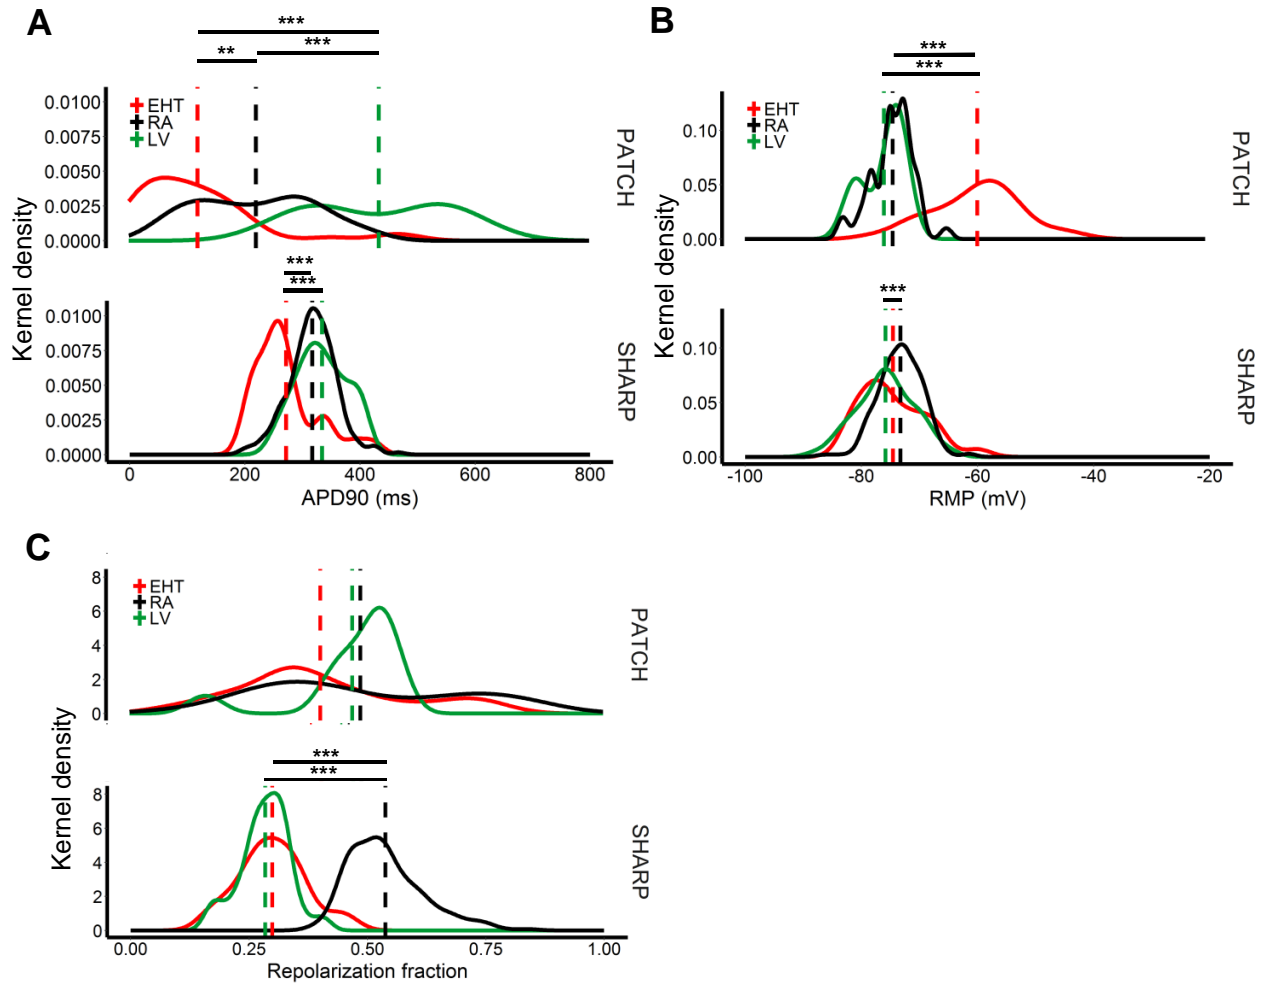 A
***
***
**
EHT
RA
LV
0.0100
0.0075
0.0050
0.0025
0.0000
PATCH
***
***
0.0100
0.0075
0.0050
0.0025
0.0000
SHARP
Kernel density
0 200 400 600 800
APD90 (ms)
B
***
***
EHT
RA
LV
0.10
0.05
0.00
PATCH
***
0.10
0.05
0.00
SHARP
Kernel density
-100 -80 -60 -40 -20
RMP (mV)
C
EHT
RA
LV
8
6
4
2
0
PATCH
***
***
8
6
4
2
0
SHARP
Kernel density
0.00 0.25 0.50 0.75 1.00
Repolarization fraction